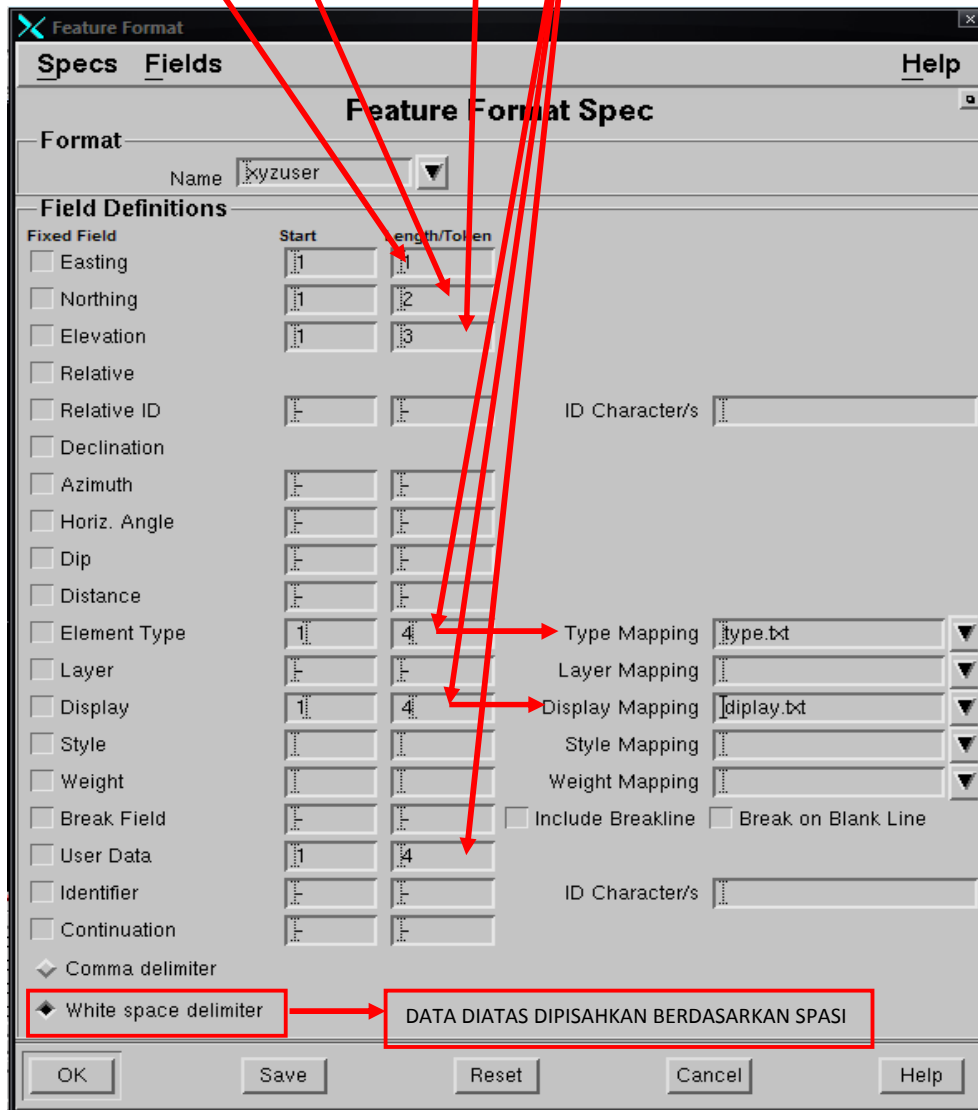 Feature Format
Specs Fields Help
Feature Format Spec
Format
Name xyzuser
Field Definitions
Fixed Field Start Length/Token
Easting 1 1
Northing 1 2
Elevation 1 3
Relative
Relative ID - - ID Character/s
Declination
Azimuth - -
Horiz. Angle - -
Dip - -
Distance - -
Element Type 1 4 Type Mapping type.txt
Layer - - Layer Mapping
Display 1 4 Display Mapping diplay.txt
Style Style Mapping
Weight Weight Mapping
Break Field - - Include Breakline Break on Blank Line
User Data 1 4
Identifier - - ID Character/s
Continuation - -
Comma delimiter
White space delimiter DATA DIATAS DIPISAHKAN BERDASARKAN SPASI
OK Save Reset Cancel Help